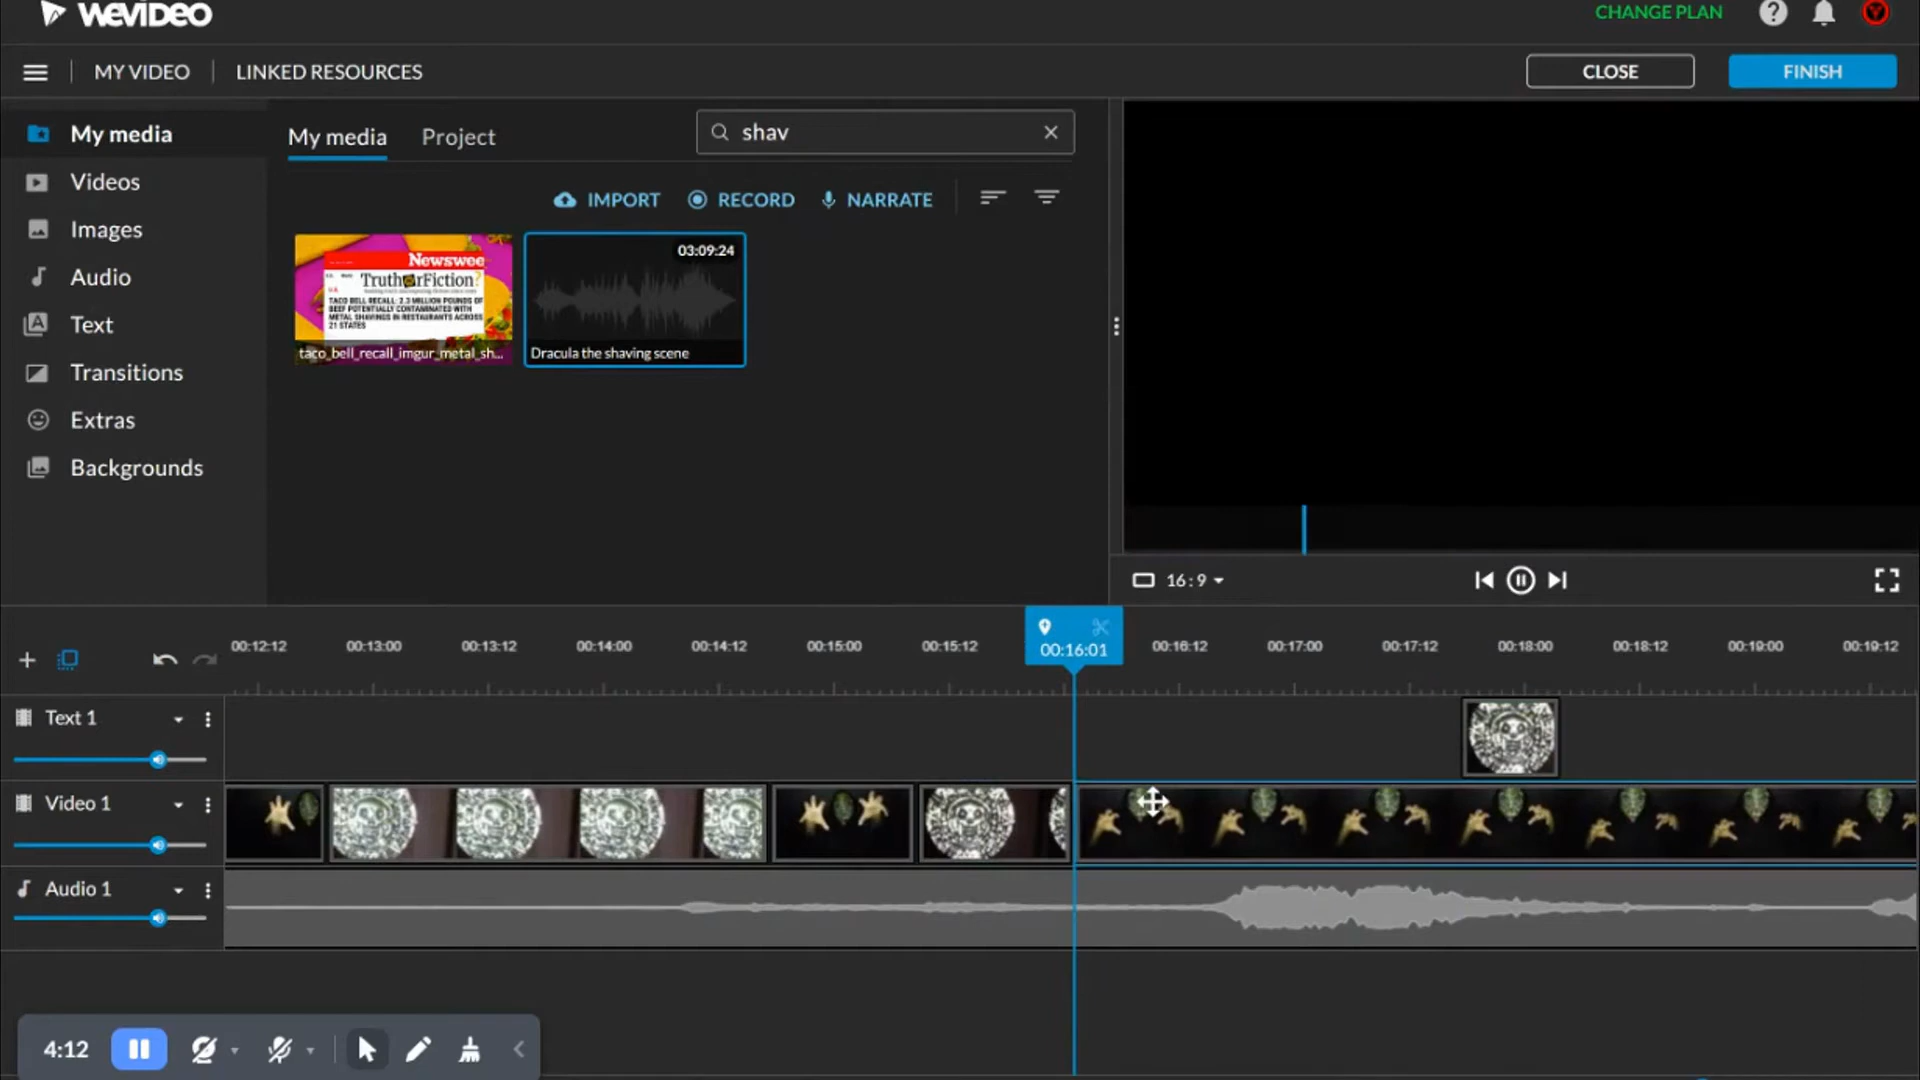 WEVIDEO
CHANGE PLAN
MY VIDEO
LINKED RESOURCES
CLOSE
FINISH
My media
Videos
Images
Audio
Text
Transitions
Extras
Backgrounds
My media
Project
shav
IMPORT
RECORD
NARRATE
Newswee
TruthorFiction?
TACO BELL RECALL: 2.3 MILLION POUNDS OF
BEEF POTENTIALLY CONTAMINATED WITH
METAL SHAVINGS IN RESTAURANTS ACROSS
21 STATES
taco_bell_recall_imgur_metal_sh...
03:09:24
Dracula the shaving scene
16:9
00:12:12
00:13:00
00:13:12
00:14:00
00:14:12
00:15:00
00:15:12
00:16:01
00:16:12
00:17:00
00:17:12
00:18:00
00:18:12
00:19:00
00:19:12
Text 1
Video 1
Audio 1
4:12